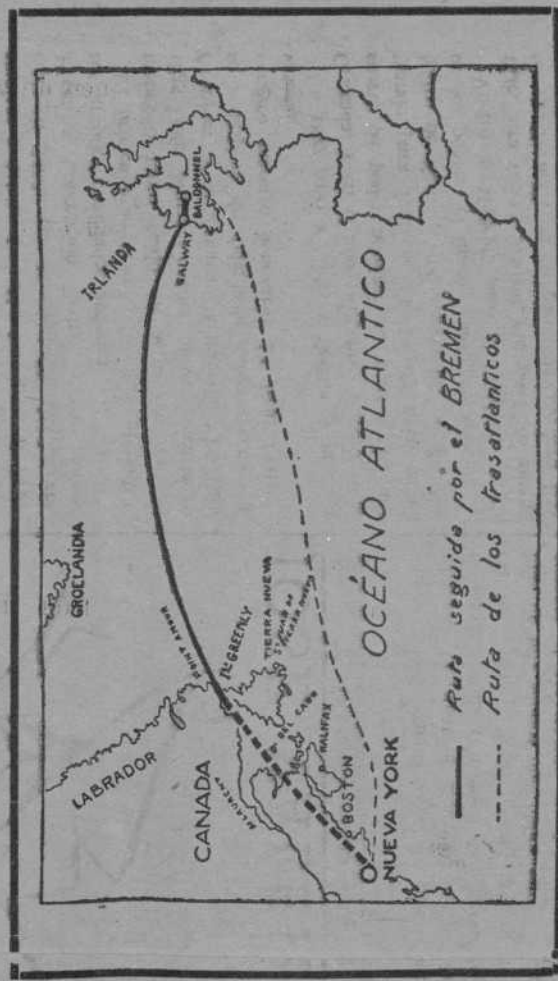 GROELANDIA
IRLANDA
LABRADOR
POINT AMOUR
GALWAY
BALDONNEL
CANADA
GREENLY
TIERRA NUEVA
HALIFAX
BOSTON
NUEVA YORK
OCÉANO ATLANTICO
Ruta seguida por el BREMEN
Ruta de los trasatlanticos